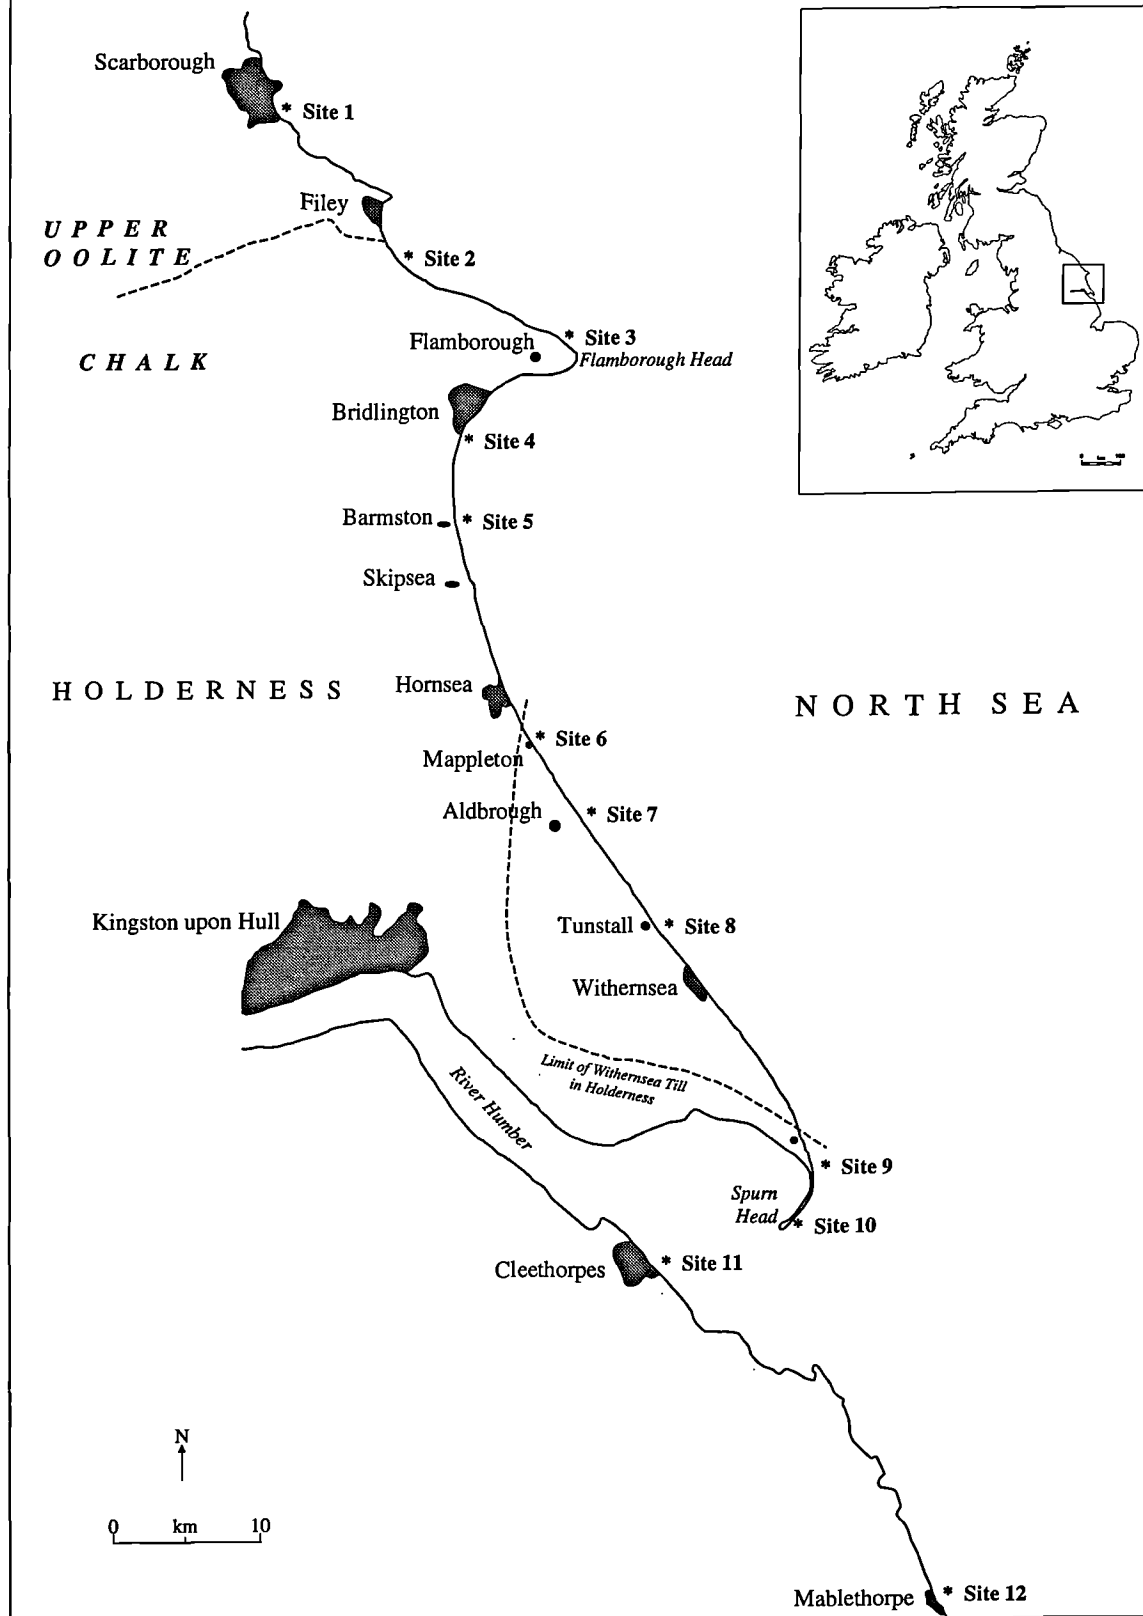 Scarborough
* Site 1
Filey
UPPER
OOLITE
* Site 2
* Site 3
Flamborough
Flamborough Head
CHALK
Bridlington
* Site 4
Barmston
* Site 5
Skipsea
HOLDERNESS
Hornsea
NORTH SEA
* Site 6
Mappleton
Aldbrough
* Site 7
Kingston upon Hull
Tunstall
* Site 8
Withernsea
Limit of Withernsea Till
in Holderness
River Humber
* Site 9
Spurn
Head
* Site 10
Cleethorpes
* Site 11
N
0 km 10
Mablethorpe
* Site 12